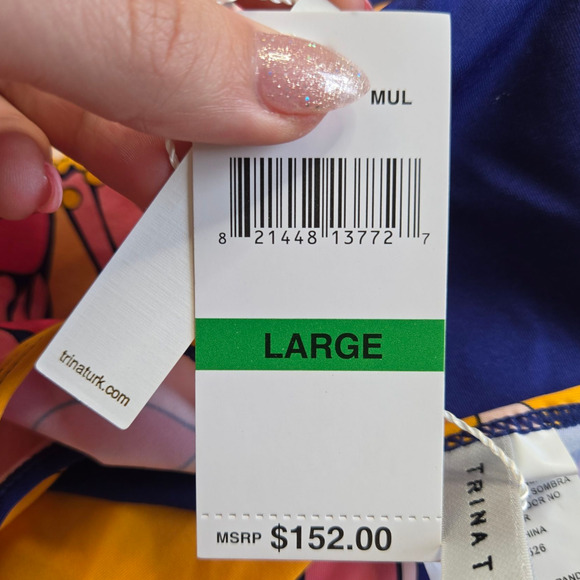 MUL
8 21448 13772 7
LARGE
MSRP $152.00
trinaturk.com
TRINA T
SOMBRA